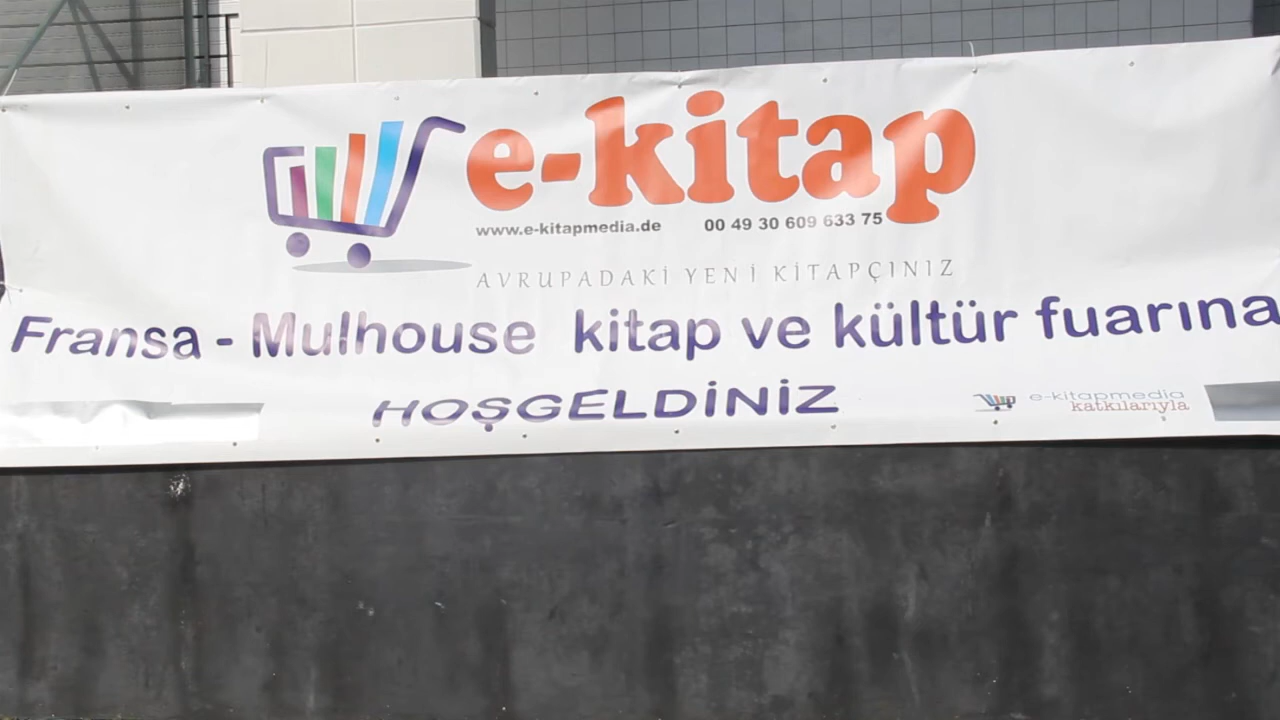 e-kitap
www.e-kitapmedia.de 00 49 30 609 633 75
AVRUPADAKİ YENİ KİTAPÇINIZ
Fransa - Mulhouse kitap ve kültür fuarına
HOŞGELDİNİZ
e-kitapmedia
katkılarıyla